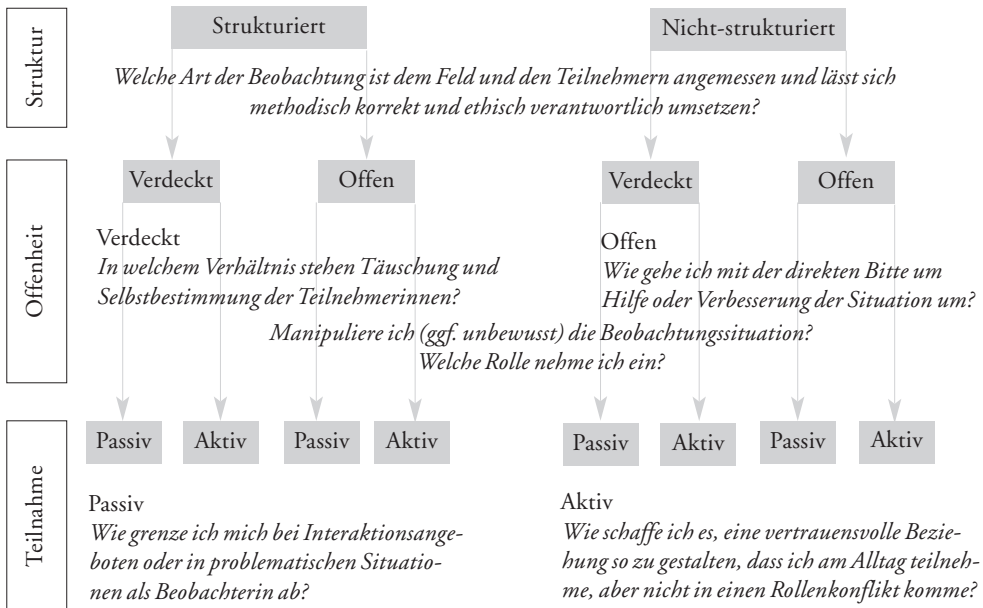 Struktur
Strukturiert
Nicht-strukturiert
Welche Art der Beobachtung ist dem Feld und den Teilnehmern angemessen und lässt sich
methodisch korrekt und ethisch verantwortlich umsetzen?
Offenheit
Verdeckt
Offen
Verdeckt
Offen
Verdeckt
In welchem Verhältnis stehen Täuschung und
Selbstbestimmung der Teilnehmerinnen?
Offen
Wie gehe ich mit der direkten Bitte um
Hilfe oder Verbesserung der Situation um?
Manipuliere ich (ggf. unbewusst) die Beobachtungssituation?
Welche Rolle nehme ich ein?
Teilnahme
Passiv
Aktiv
Passiv
Aktiv
Passiv
Aktiv
Passiv
Aktiv
Passiv
Wie grenze ich mich bei Interaktionsange-
boten oder in problematischen Situatio-
nen als Beobachterin ab?
Aktiv
Wie schaffe ich es, eine vertrauensvolle Bezie-
hung so zu gestalten, dass ich am Alltag teilneh-
me, aber nicht in einen Rollenkonflikt komme?